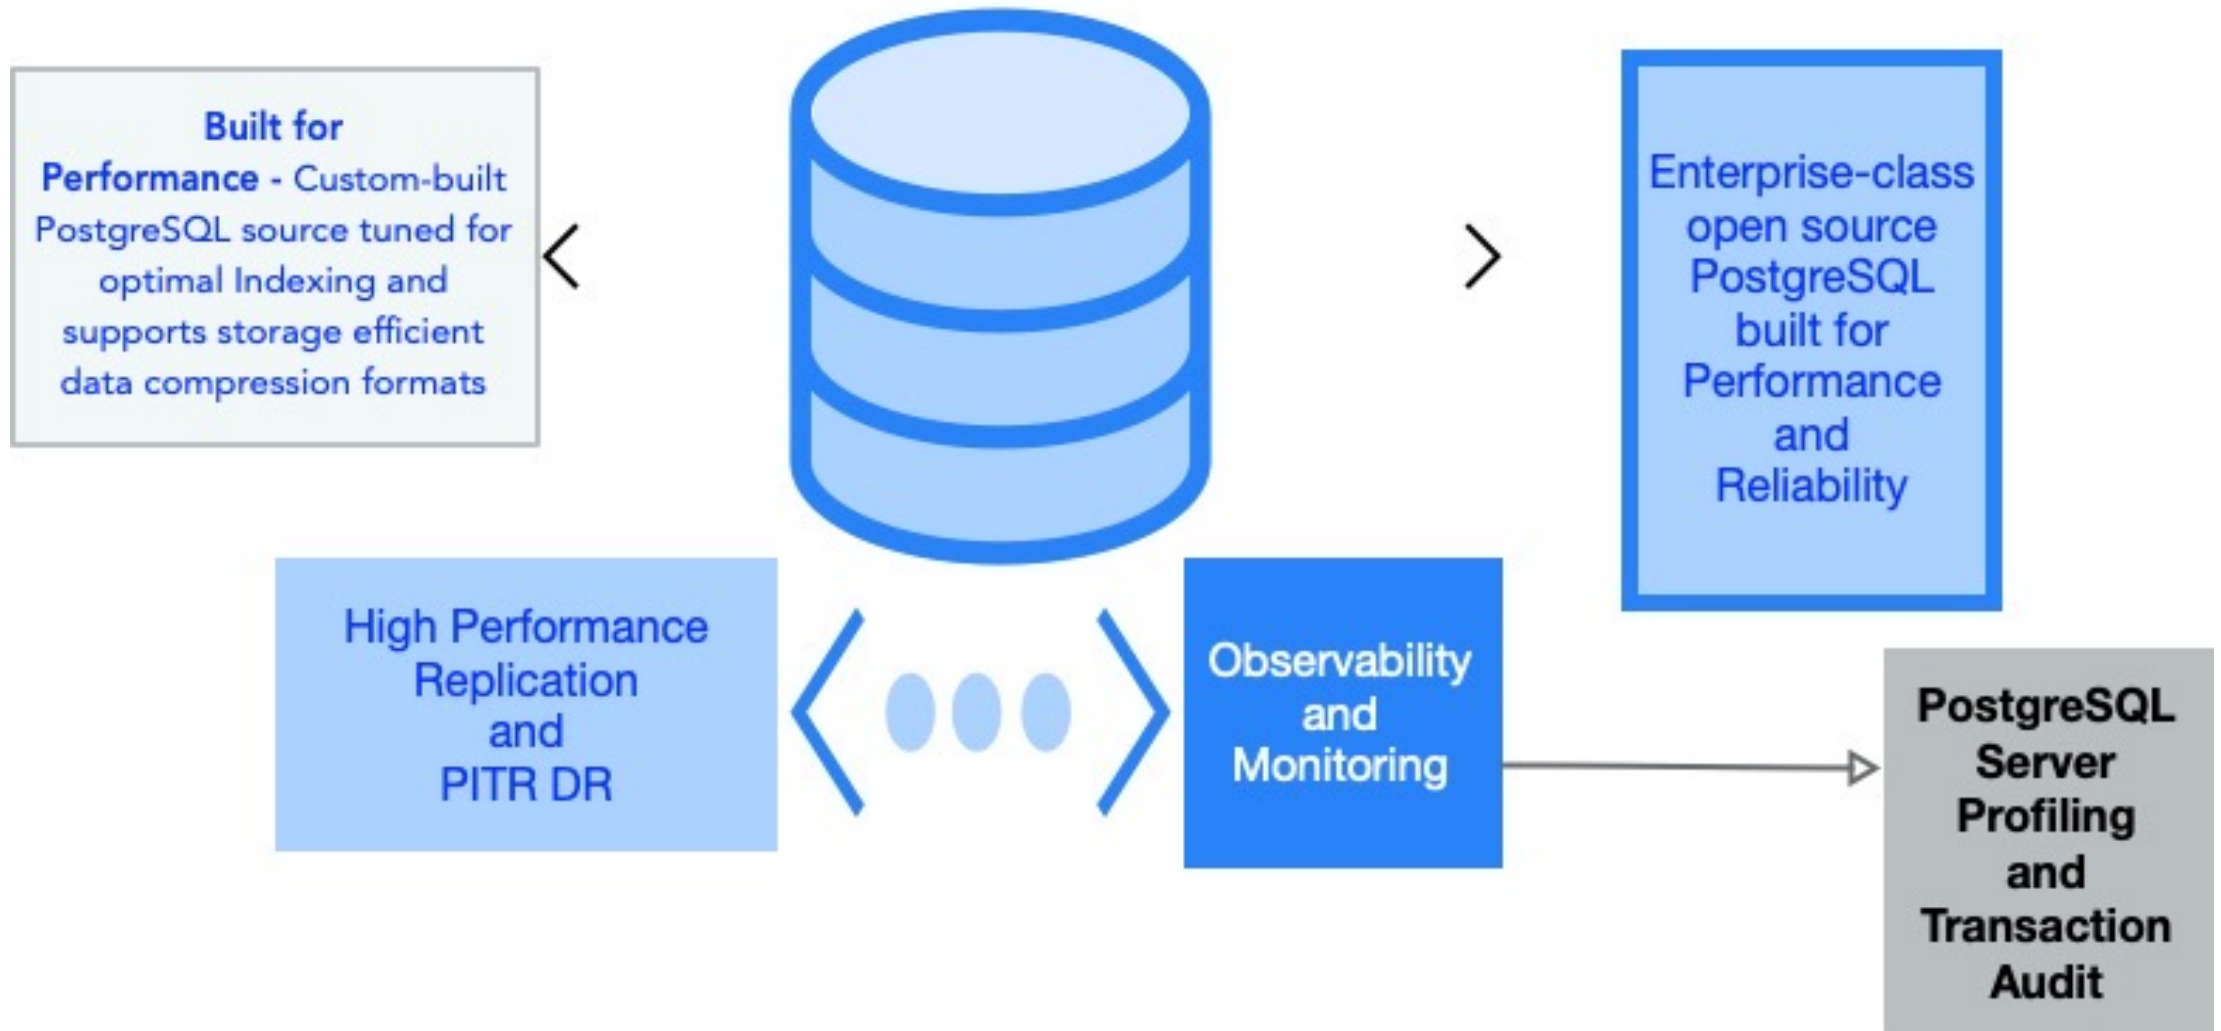 Built for
Performance - Custom-built
PostgreSQL source tuned for
optimal Indexing and
supports storage efficient
data compression formats
Enterprise-class
open source
PostgreSQL
built for
Performance
and
Reliability
High Performance
Replication
and
PITR DR
Observability
and
Monitoring
PostgreSQL
Server
Profiling
and
Transaction
Audit